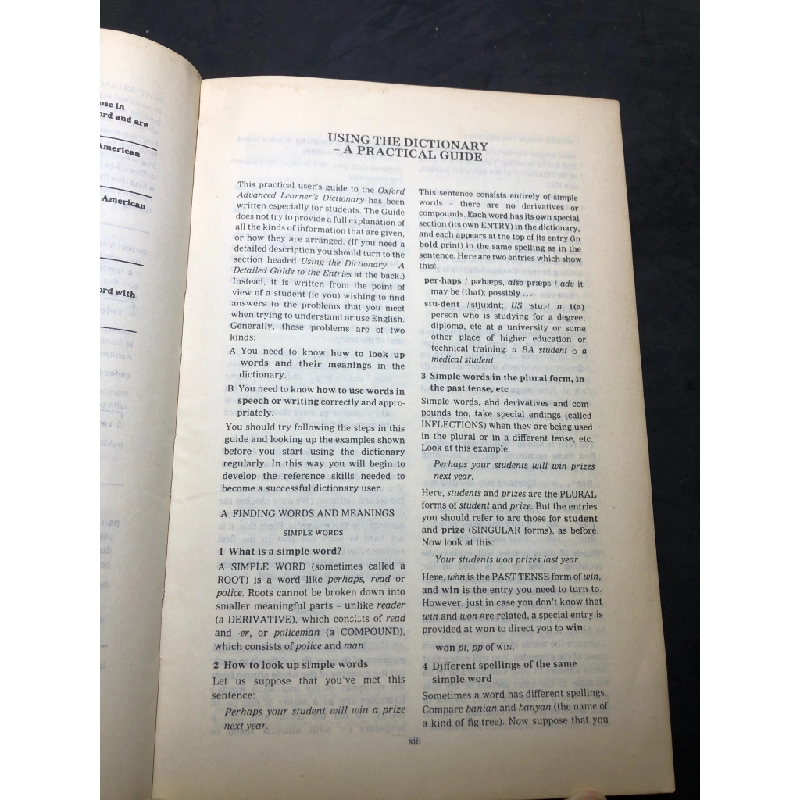 ose in
ord and are
American
American
rd with
USING THE DICTIONARY
– A PRACTICAL GUIDE
This practical user's guide to the Oxford
Advanced Learner's Dictionary has been
written especially for students. The Guide
does not try to provide a full explanation of
all the kinds of information that are given,
or how they are arranged. (If you need a
detailed description you should turn to the
section headed Using the Dictionary – A
Detailed Guide to the Entries at the back.)
Instead, it is written from the point of
view of a student (ie you) wishing to find
answers to the problems that you meet
when trying to understand or use English.
Generally, these problems are of two
kinds:
A You need to know how to look up
words and their meanings in the
dictionary.
B You need to know how to use words in
speech or writing correctly and appro-
priately.
You should try following the steps in this
guide and looking up the examples shown
before you start using the dictionary
regularly. In this way you will begin to
develop the reference skills needed to
become a successful dictionary user.
A FINDING WORDS AND MEANINGS
SIMPLE WORDS
1 What is a simple word?
A SIMPLE WORD (sometimes called a
ROOT) is a word like perhaps, read or
police. Roots cannot be broken down into
smaller meaningful parts – unlike reader
(a DERIVATIVE), which consists of read
and -er, or policeman (a COMPOUND),
which consists of police and man.
2 How to look up simple words
Let us suppose that you've met this
sentence:
Perhaps your student will win a prize
next year.
This sentence consists entirely of simple
words – there are no derivatives or
compounds. Each word has its own special
section (its own ENTRY) in the dictionary,
and each appears at the top of its entry (in
bold print) in the same spelling as in the
sentence. Here are two entries which show
this:
per·haps / pəˈhæps, also præps / adv it
may be (that); possibly ...
stu·dent /ˈstjuːdnt; US ˈstuː-/ n 1(a)
person who is studying for a degree,
diploma, etc at a university or some
other place of higher education or
technical training: a BA student o a
medical student
3 Simple words in the plural form, in
the past tense, etc
Simple words, and derivatives and com-
pounds too, take special endings (called
INFLECTIONS) when they are being used
in the plural or in a different tense, etc.
Look at this example:
Perhaps your students will win prizes
next year.
Here, students and prizes are the PLURAL
forms of student and prize. But the entries
you should refer to are those for student
and prize (SINGULAR forms), as before.
Now look at this:
Your students won prizes last year.
Here, won is the PAST TENSE form of win,
and win is the entry you need to turn to.
However, just in case you don't know that
win and won are related, a special entry is
provided at won to direct you to win:
won pt, pp of WIN.
4 Different spellings of the same
simple word
Sometimes a word has different spellings.
Compare banian and banyan (the name of
a kind of fig-tree). Now suppose that you
xiii